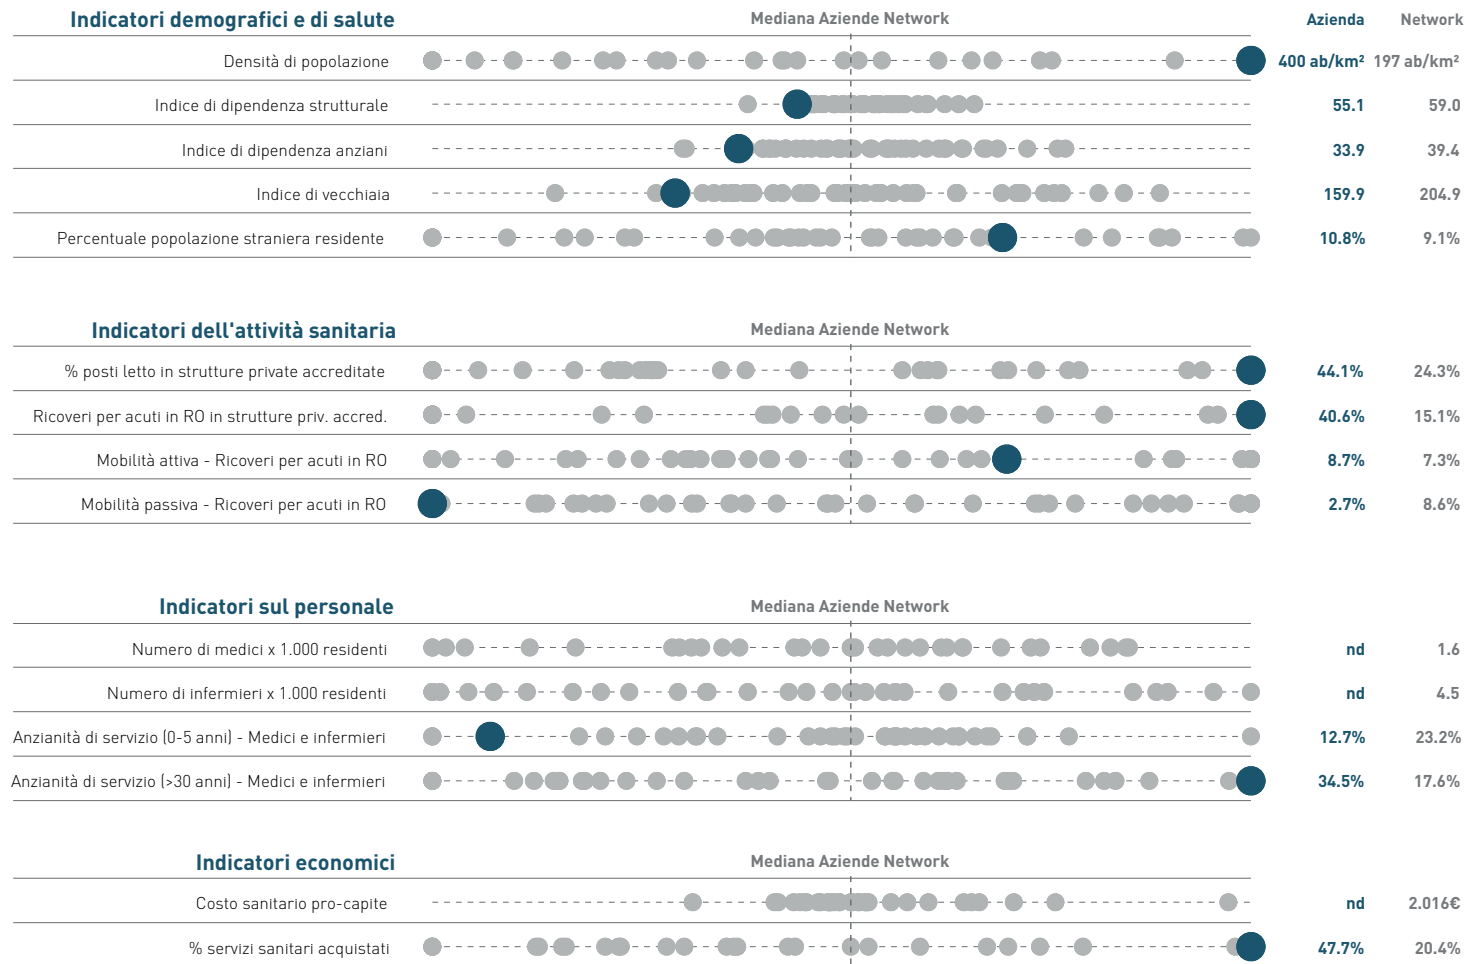 Indicatori demografici e di salute Mediana Aziende Network Azienda Network
Densità di popolazione 400 ab/km² 197 ab/km²
Indice di dipendenza strutturale 55.1 59.0
Indice di dipendenza anziani 33.9 39.4
Indice di vecchiaia 159.9 204.9
Percentuale popolazione straniera residente 10.8% 9.1%
Indicatori dell'attività sanitaria Mediana Aziende Network
% posti letto in strutture private accreditate 44.1% 24.3%
Ricoveri per acuti in RO in strutture priv. accred. 40.6% 15.1%
Mobilità attiva - Ricoveri per acuti in RO 8.7% 7.3%
Mobilità passiva - Ricoveri per acuti in RO 2.7% 8.6%
Indicatori sul personale Mediana Aziende Network
Numero di medici x 1.000 residenti nd 1.6
Numero di infermieri x 1.000 residenti nd 4.5
Anzianità di servizio (0-5 anni) - Medici e infermieri 12.7% 23.2%
Anzianità di servizio (>30 anni) - Medici e infermieri 34.5% 17.6%
Indicatori economici Mediana Aziende Network
Costo sanitario pro-capite nd 2.016€
% servizi sanitari acquistati 47.7% 20.4%